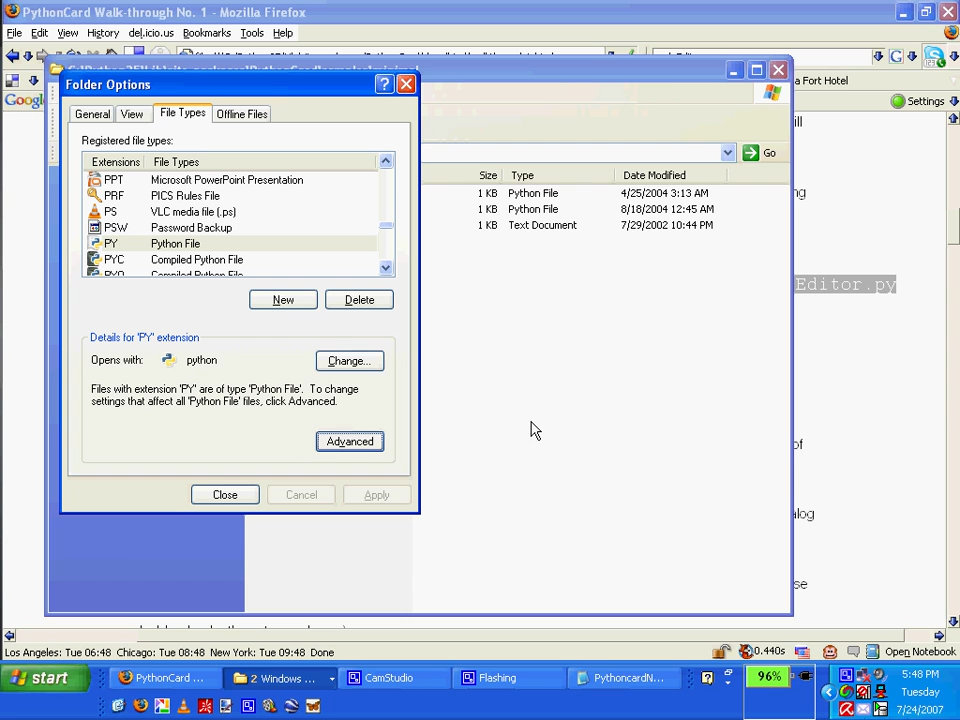 PythonCard Walk-through No. 1 - Mozilla Firefox
File Edit View History del.icio.us Bookmarks Tools Help
Folder Options
a Fort Hotel
Google
Settings
General View File Types Offline Files
Registered file types:
Go
Extensions File Types
Size Type Date Modified
PPT Microsoft PowerPoint Presentation
PRF PICS Rules File
1 KB Python File 4/25/2004 3:13 AM
PS VLC media file (.ps)
1 KB Python File 8/18/2004 12:45 AM
PSW Password Backup
1 KB Text Document 7/29/2002 10:44 PM
PY Python File
PYC Compiled Python File
PYO Compiled Python File
Editor.py
New Delete
Details for 'PY' extension
Opens with: python Change...
Files with extension 'PY' are of type 'Python File'. To change
settings that affect all 'Python File' files, click Advanced.
Advanced
of
Close Cancel Apply
alog
Los Angeles: Tue 06:48 Chicago: Tue 08:48 New York: Tue 09:48 Done
0.440s
Open Notebook
start
PythonCard ...
2 Windows ...
CamStudio
Flashing
PythoncardN...
96%
5:48 PM
Tuesday
7/24/2007